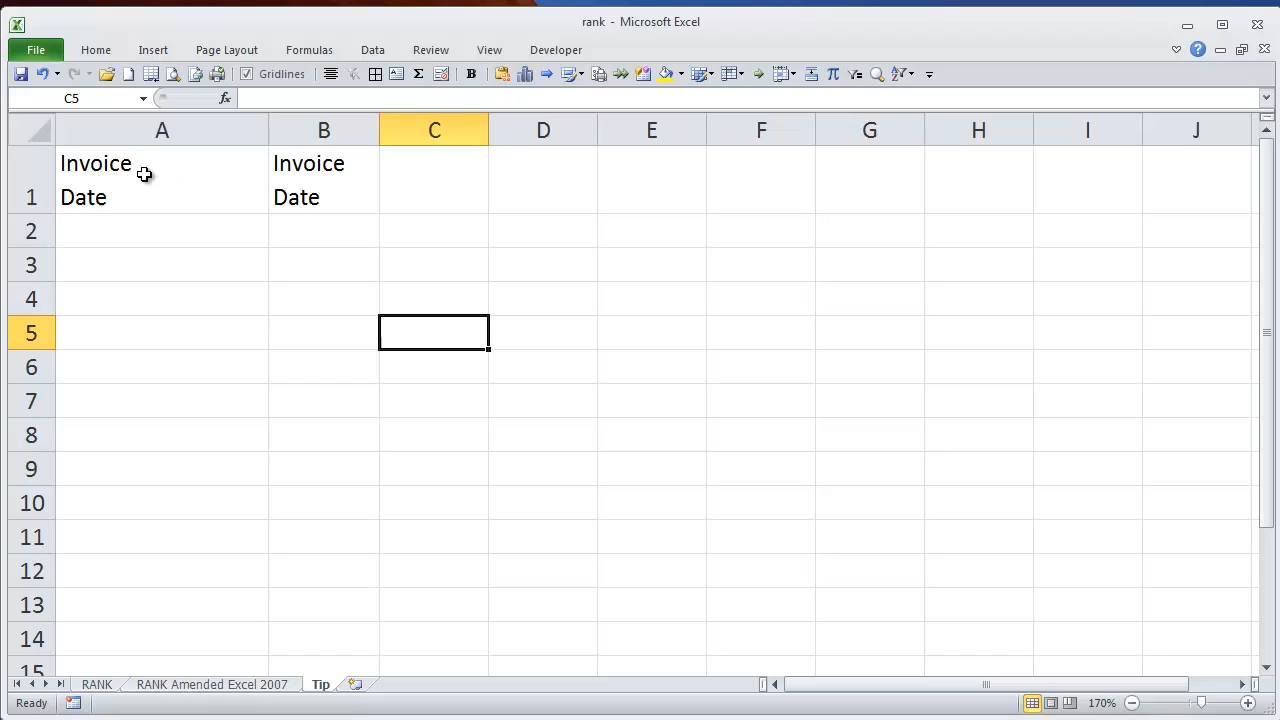 rank - Microsoft Excel
File Home Insert Page Layout Formulas Data Review View Developer
Gridlines
C5 fx
A B C D E F G H I J
Invoice Invoice
1 Date Date
2
3
4
5
6
7
8
9
10
11
12
13
14
15
RANK RANK Amended Excel 2007 Tip
Ready 170%